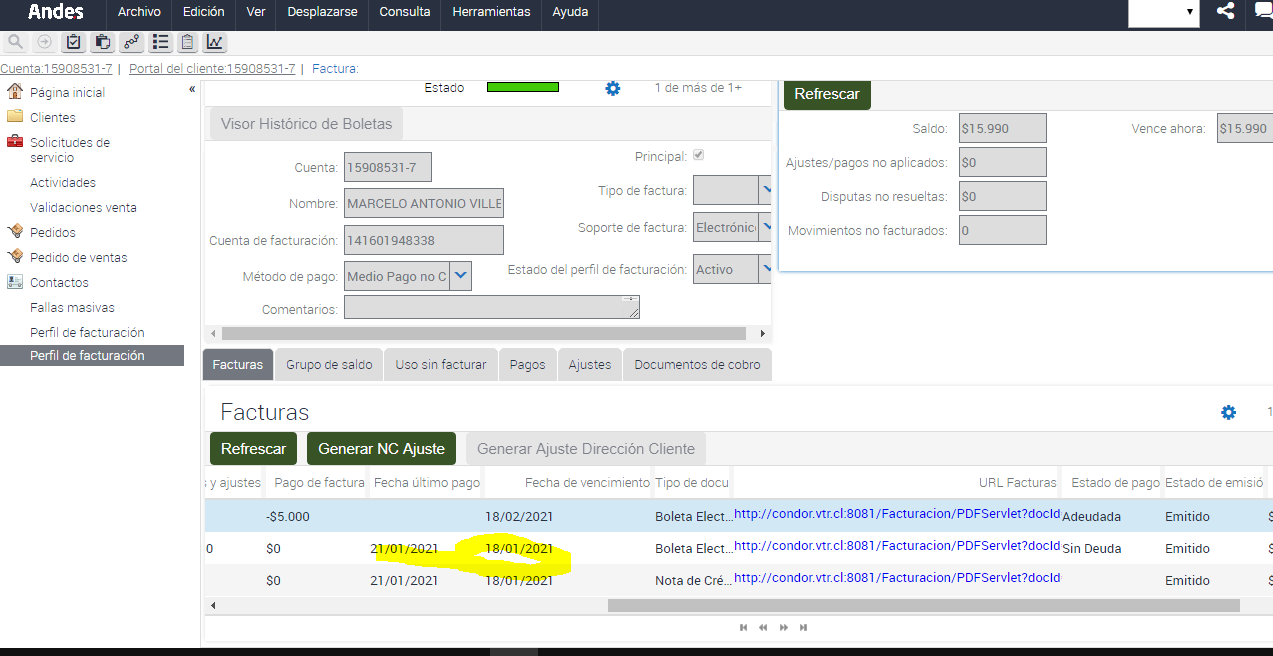 Andes Archivo Edición Ver Desplazarse Consulta Herramientas Ayuda
Cuenta:15908531-7 | Portal del cliente:15908531-7 | Factura:
Página inicial
Clientes
Solicitudes de
servicio
Actividades
Validaciones venta
Pedidos
Pedido de ventas
Contactos
Fallas masivas
Perfil de facturación
Perfil de facturación
Estado 1 de más de 1+
Visor Histórico de Boletas
Cuenta: 15908531-7
Nombre: MARCELO ANTONIO VILLE
Cuenta de facturación: 141601948338
Método de pago: Medio Pago no C
Comentarios:
Principal:
Tipo de factura:
Soporte de factura: Electrónic
Estado del perfil de facturación: Activo
Refrescar
Saldo: $15.990 Vence ahora: $15.990
Ajustes/pagos no aplicados: $0
Disputas no resueltas: $0
Movimientos no facturados: 0
Facturas Grupo de saldo Uso sin facturar Pagos Ajustes Documentos de cobro
Facturas 1
Refrescar Generar NC Ajuste Generar Ajuste Dirección Cliente
s y ajustes Pago de factura Fecha último pago Fecha de vencimiento Tipo de docu URL Facturas Estado de pago Estado de emisió
-$5.000 18/02/2021 Boleta Elect... http://condor.vtr.cl:8081/Facturacion/PDFServlet?docId Adeudada Emitido $
0 $0 21/01/2021 18/01/2021 Boleta Elect... http://condor.vtr.cl:8081/Facturacion/PDFServlet?docId Sin Deuda Emitido $
$0 21/01/2021 18/01/2021 Nota de Cré... http://condor.vtr.cl:8081/Facturacion/PDFServlet?docId Emitido $